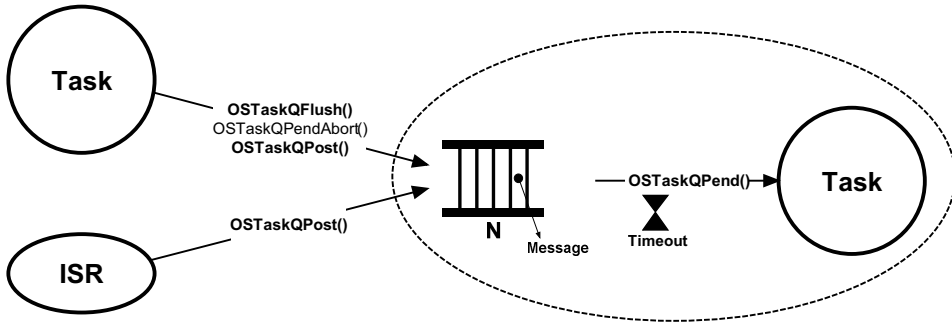 Task
OSTaskQFlush()
OSTaskQPendAbort()
OSTaskQPost()
OSTaskQPend()
Task
Timeout
N
Message
OSTaskQPost()
ISR